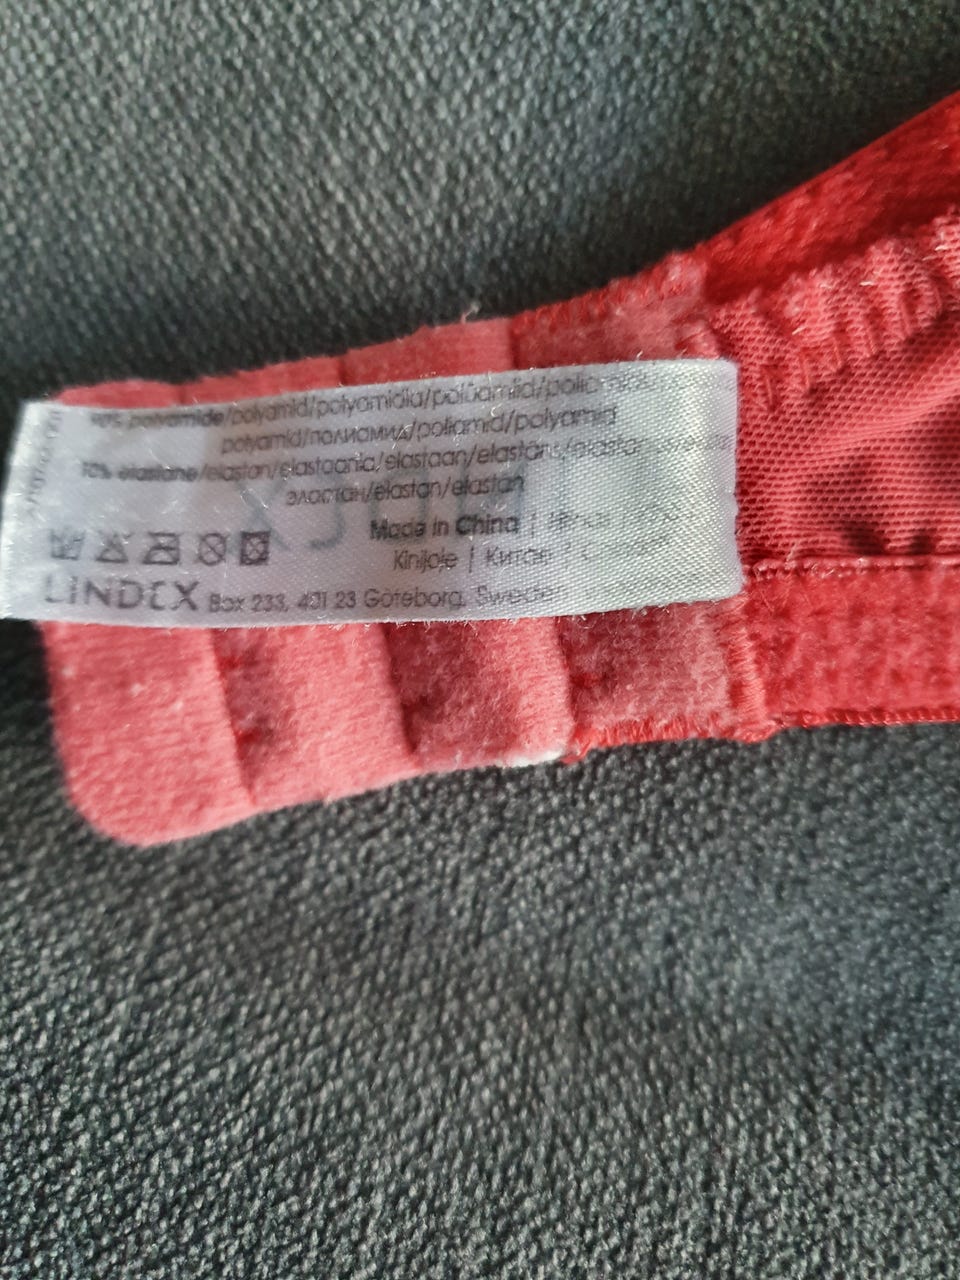 90% polyamide/polyamid/polyamidia/polüamiid/
polyamid/полиамид/poliamid/polyamid
10% elastane/elastan/elastaania/elastaan/elastāns/
эластан/elastan/elastan
Made in China |
Kinijoje | Китае
LINDEX Box 233, 401 23 Göteborg, Sweden